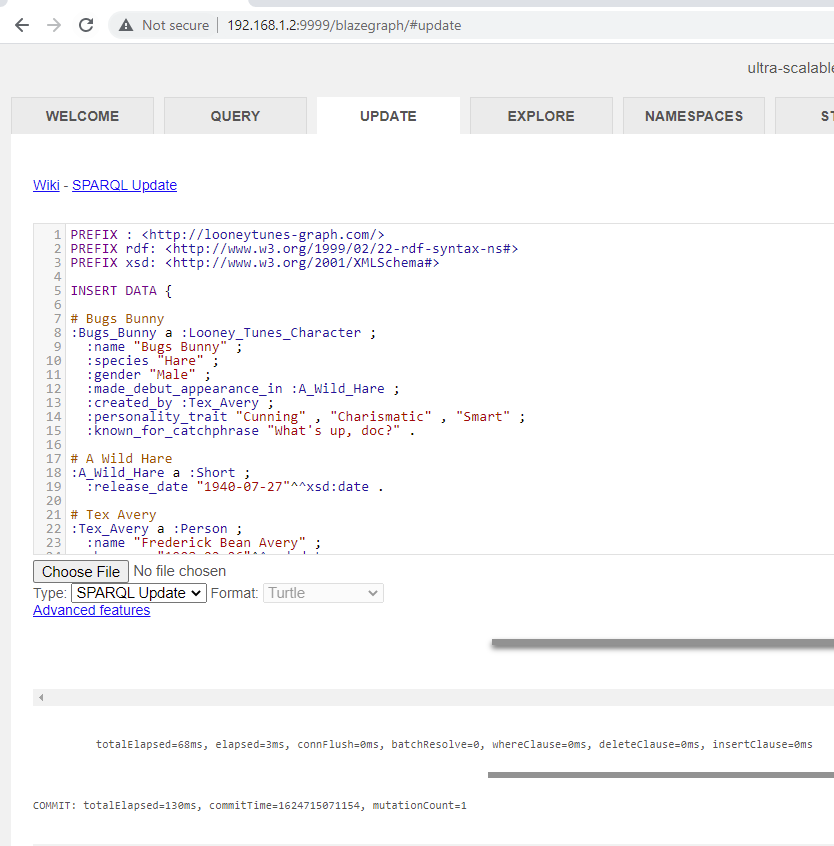 Not secure | 192.168.1.2:9999/blazegraph/#update
ultra-scalable
WELCOME QUERY UPDATE EXPLORE NAMESPACES ST
Wiki - SPARQL Update
1 PREFIX : <http://looneytunes-graph.com/>
2 PREFIX rdf: <http://www.w3.org/1999/02/22-rdf-syntax-ns#>
3 PREFIX xsd: <http://www.w3.org/2001/XMLSchema#>
4
5 INSERT DATA {
6
7 # Bugs Bunny
8 :Bugs_Bunny a :Looney_Tunes_Character ;
9 :name "Bugs Bunny" ;
10 :species "Hare" ;
11 :gender "Male" ;
12 :made_debut_appearance_in :A_Wild_Hare ;
13 :created_by :Tex_Avery ;
14 :personality_trait "Cunning" , "Charismatic" , "Smart" ;
15 :known_for_catchphrase "What's up, doc?" .
16
17 # A Wild Hare
18 :A_Wild_Hare a :Short ;
19 :release_date "1940-07-27"^^xsd:date .
20
21 # Tex Avery
22 :Tex_Avery a :Person ;
23 :name "Frederick Bean Avery" ;
Choose File No file chosen
Type: SPARQL Update Format: Turtle
Advanced features
totalElapsed=68ms, elapsed=3ms, connFlush=0ms, batchResolve=0, whereClause=0ms, deleteClause=0ms, insertClause=0ms
COMMIT: totalElapsed=130ms, commitTime=1624715071154, mutationCount=1